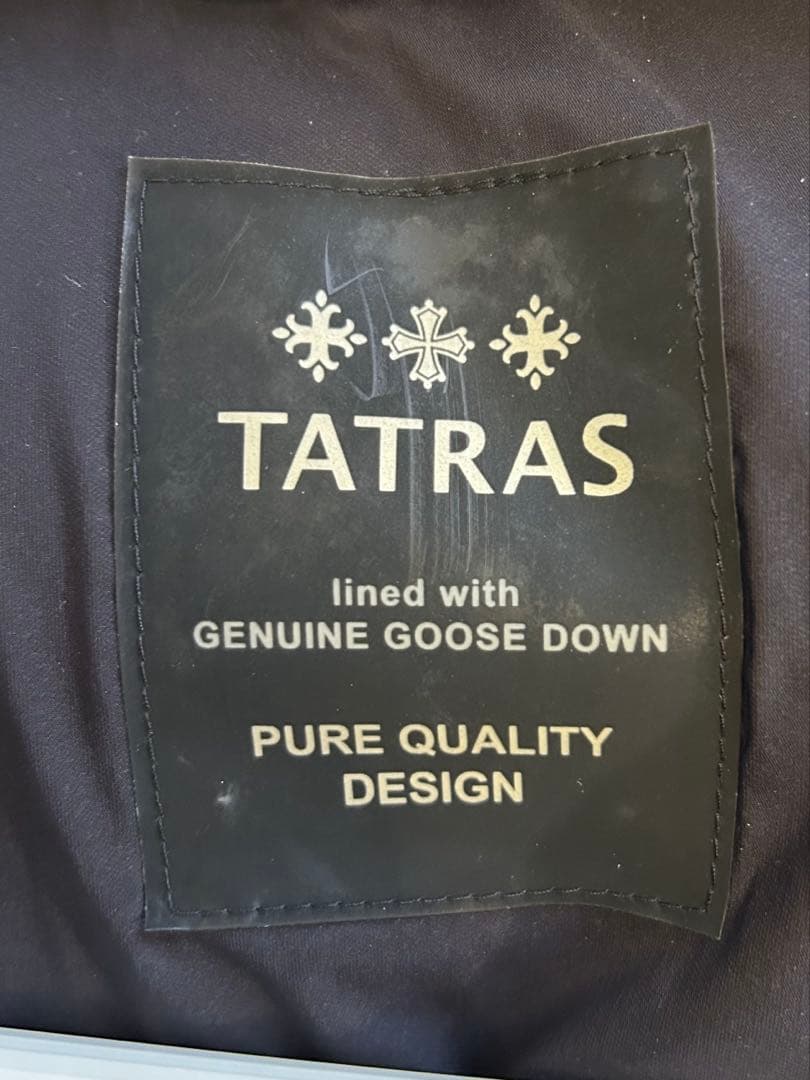 TATRAS
lined with
GENUINE GOOSE DOWN
PURE QUALITY
DESIGN